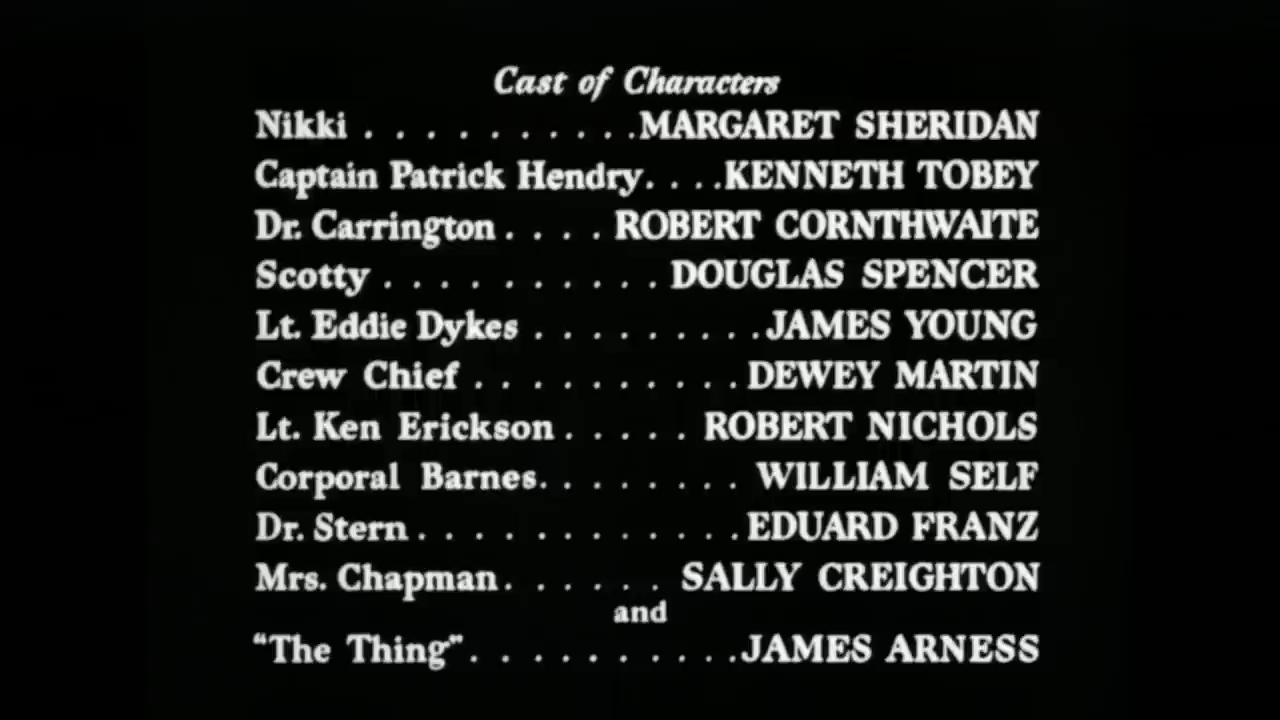 Cast of Characters
Nikki . . . . . . . . . . .MARGARET SHERIDAN
Captain Patrick Hendry. . . .KENNETH TOBEY
Dr. Carrington . . . . ROBERT CORNTHWAITE
Scotty . . . . . . . . . . DOUGLAS SPENCER
Lt. Eddie Dykes . . . . . . . . .JAMES YOUNG
Crew Chief . . . . . . . . . . DEWEY MARTIN
Lt. Ken Erickson . . . . . ROBERT NICHOLS
Corporal Barnes. . . . . . . . WILLIAM SELF
Dr. Stern . . . . . . . . . . . .EDUARD FRANZ
Mrs. Chapman. . . . . . SALLY CREIGHTON
and
“The Thing”. . . . . . . . . . .JAMES ARNESS